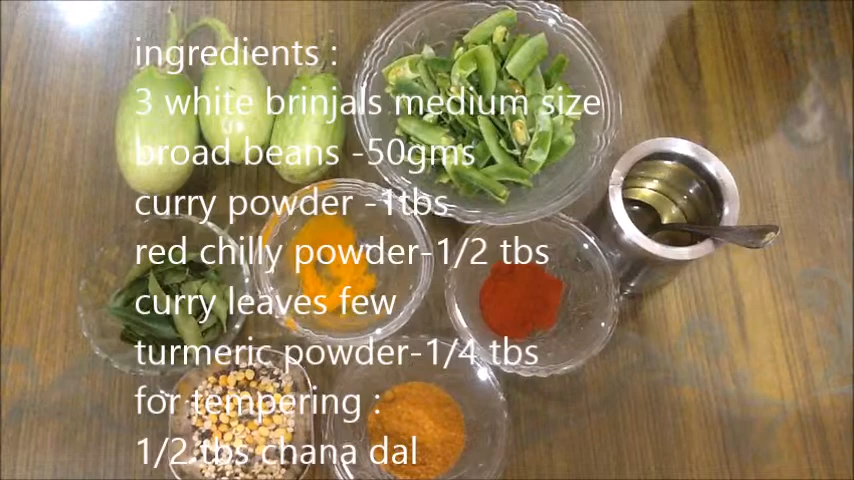 ingredients :
3 white brinjals medium size
broad beans -50gms
curry powder -1tbs
red chilly powder-1/2 tbs
curry leaves few
turmeric powder-1/4 tbs
for tempering :
1/2 tbs chana dal